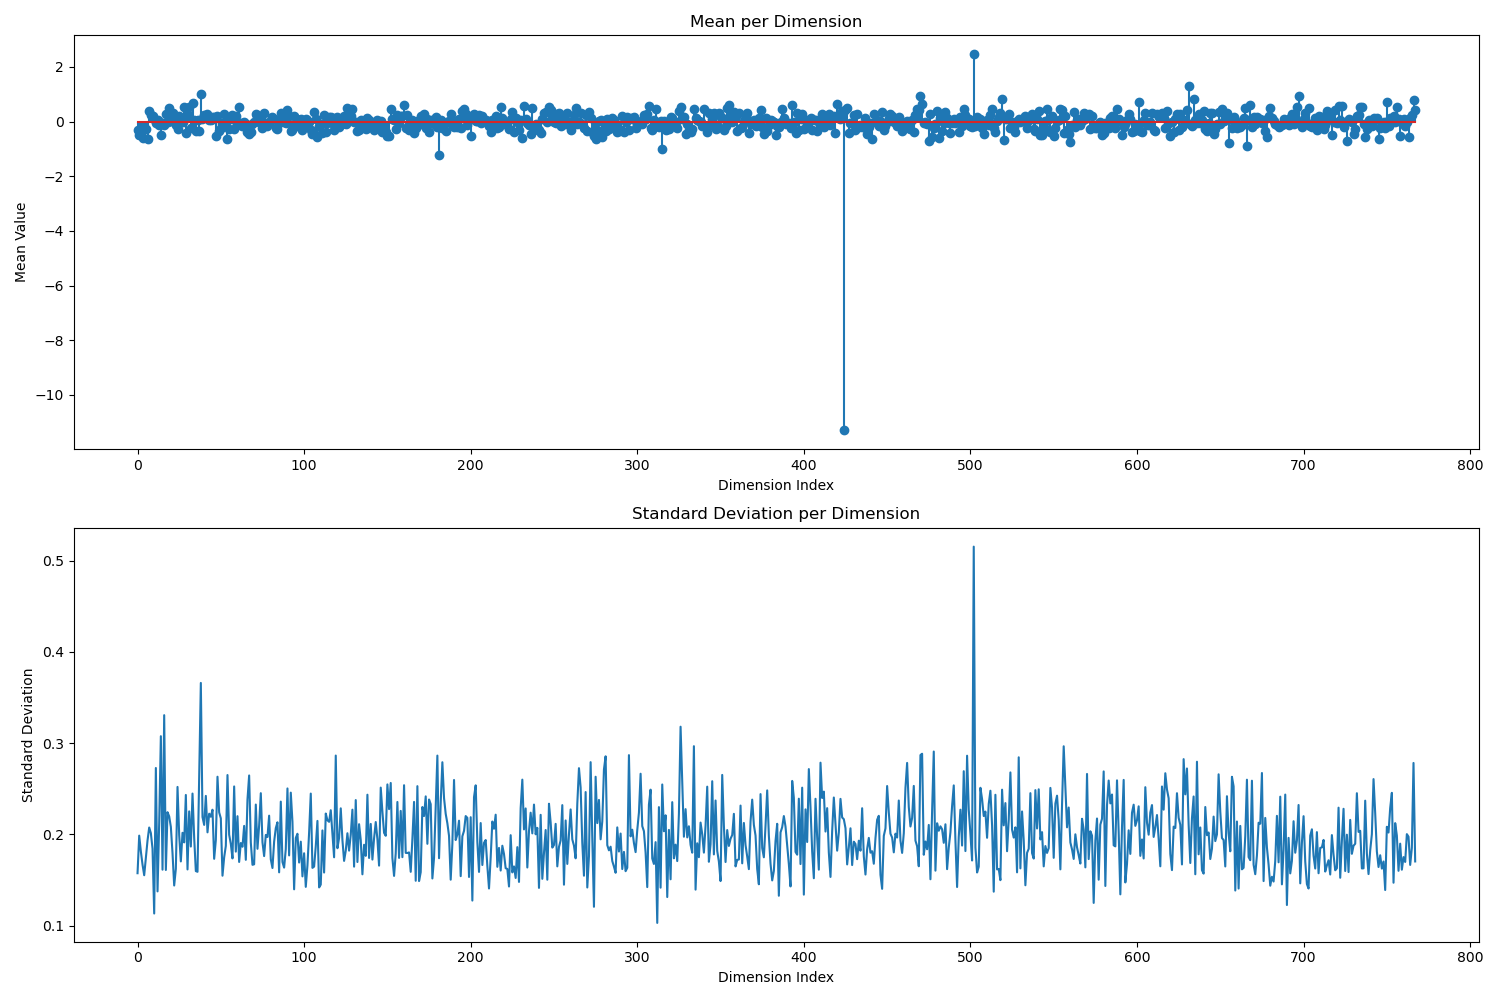 Mean per Dimension
2
0
−2
−4
−6
−8
−10
Mean Value
0 100 200 300 400 500 600 700 800
Dimension Index
Standard Deviation per Dimension
0.5
0.4
0.3
0.2
0.1
Standard Deviation
0 100 200 300 400 500 600 700 800
Dimension Index